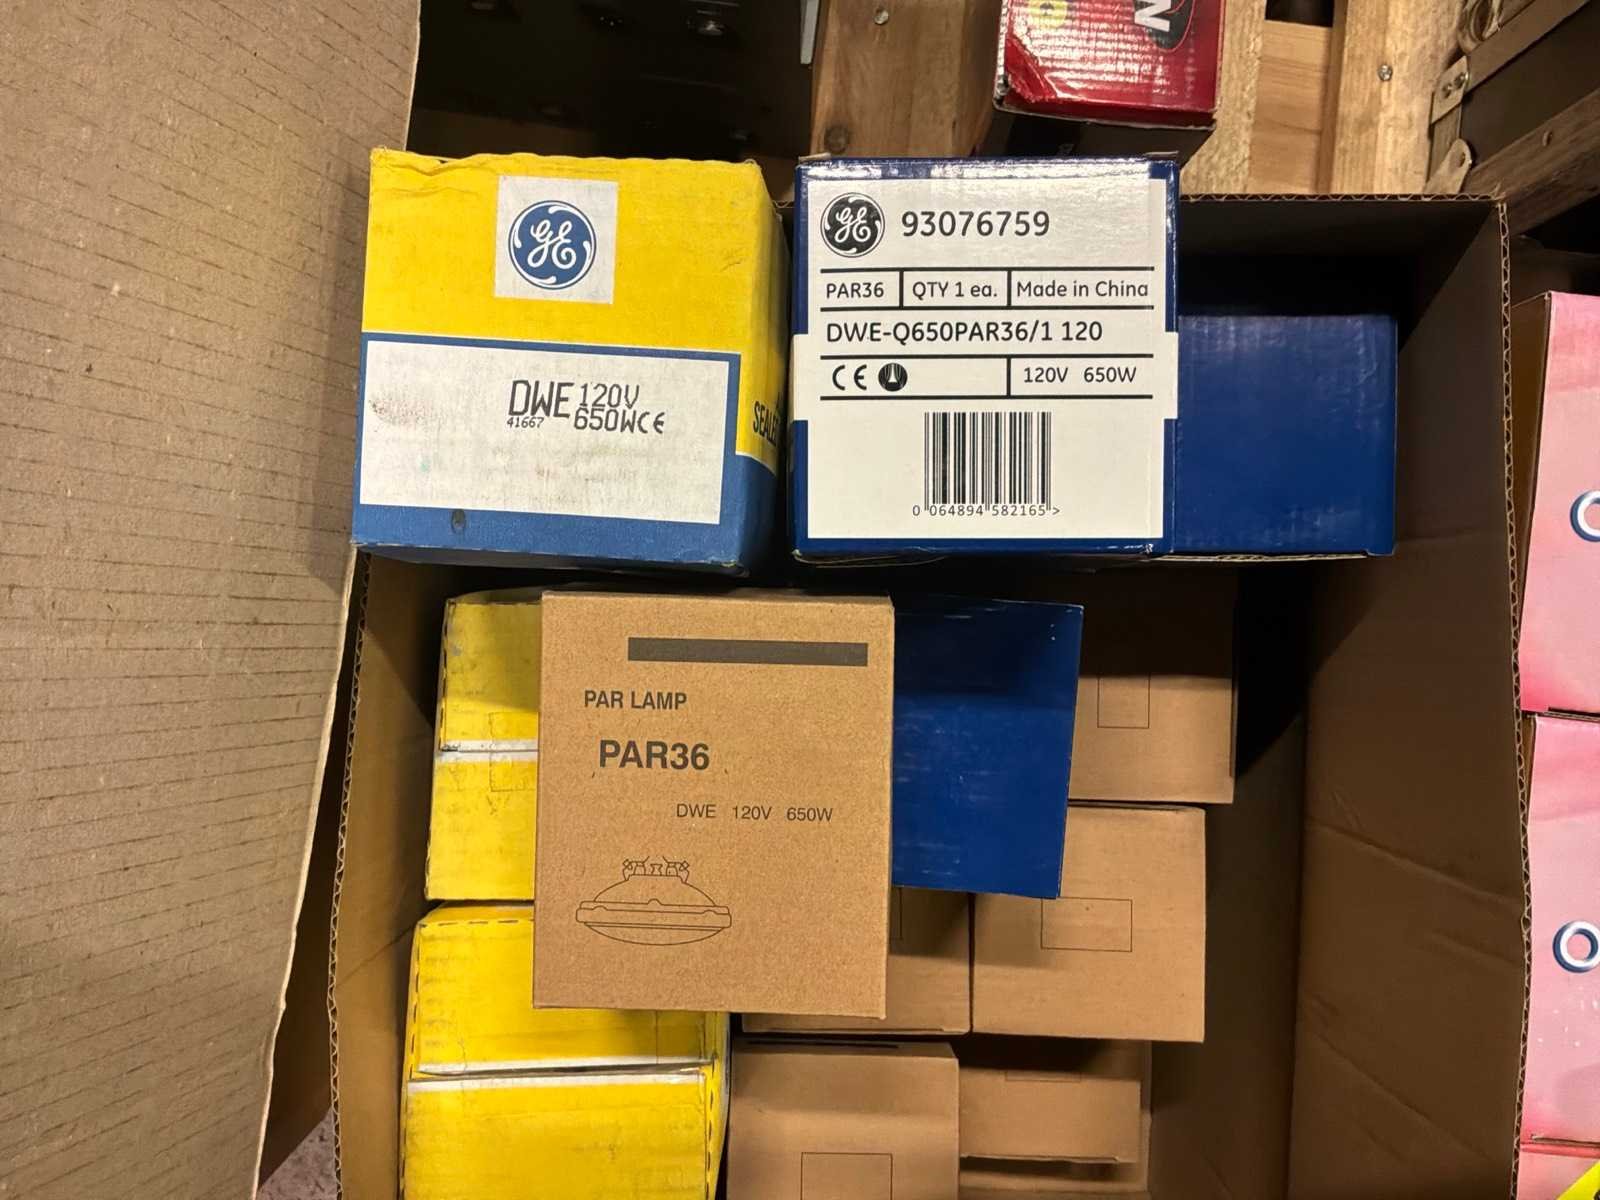 GE
DWE 120V
41667 650W CE
SEALE
GE 93076759
PAR36 QTY 1 ea. Made in China
DWE-Q650PAR36/1 120
CE 120V 650W
0 064894 582165 >
PAR LAMP
PAR36
DWE 120V 650W
N
O
O